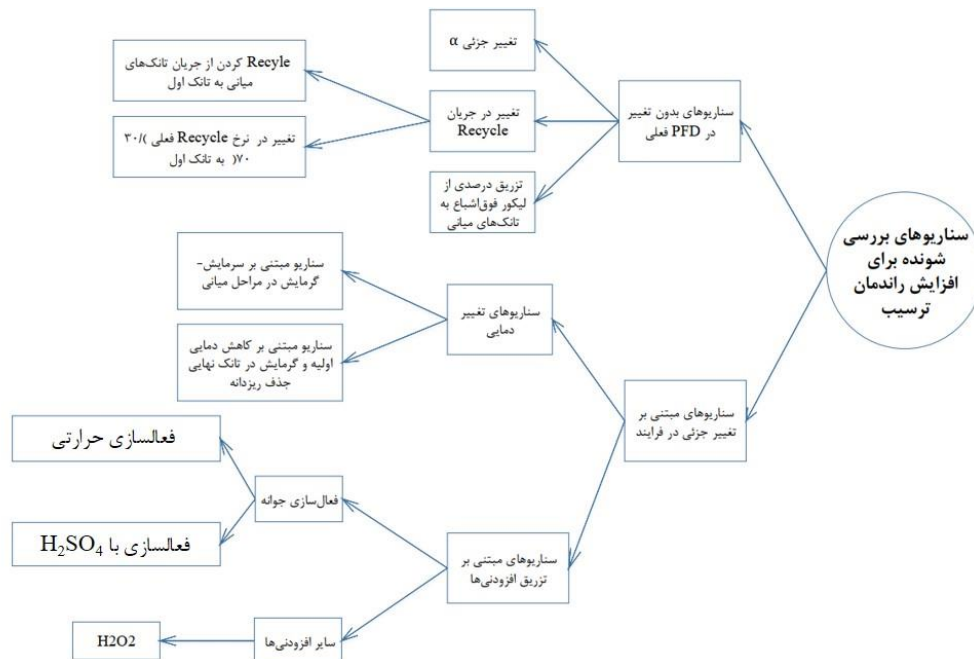 سناریوهای بررسی
شونده برای
افزایش راندمان
ترسیب
سناریوهای بدون تغییر
در PFD فعلی
تغییر جزئی α
تغییر در جریان
Recycle
تزریق درصدی از
لیکور فوق‌اشباع به
تانک‌های میانی
Recyle کردن از جریان تانک‌های
میانی به تانک اول
تغییر در نرخ Recycle فعلی )۳۰/
۷۰( به تانک اول
سناریوهای مبتنی بر
تغییر جزئی در فرایند
سناریوهای تغییر
دمایی
سناریو مبتنی بر سرمایش-
گرمایش در مراحل میانی
سناریو مبتنی بر کاهش دمایی
اولیه و گرمایش در تانک نهایی
جذف ریزدانه
سناریوهای مبتنی بر
تزریق افزودنی‌ها
فعال‌سازی جوانه
فعالسازی حرارتی
فعالسازی با H₂SO₄
سایر افزودنی‌ها
H2O2